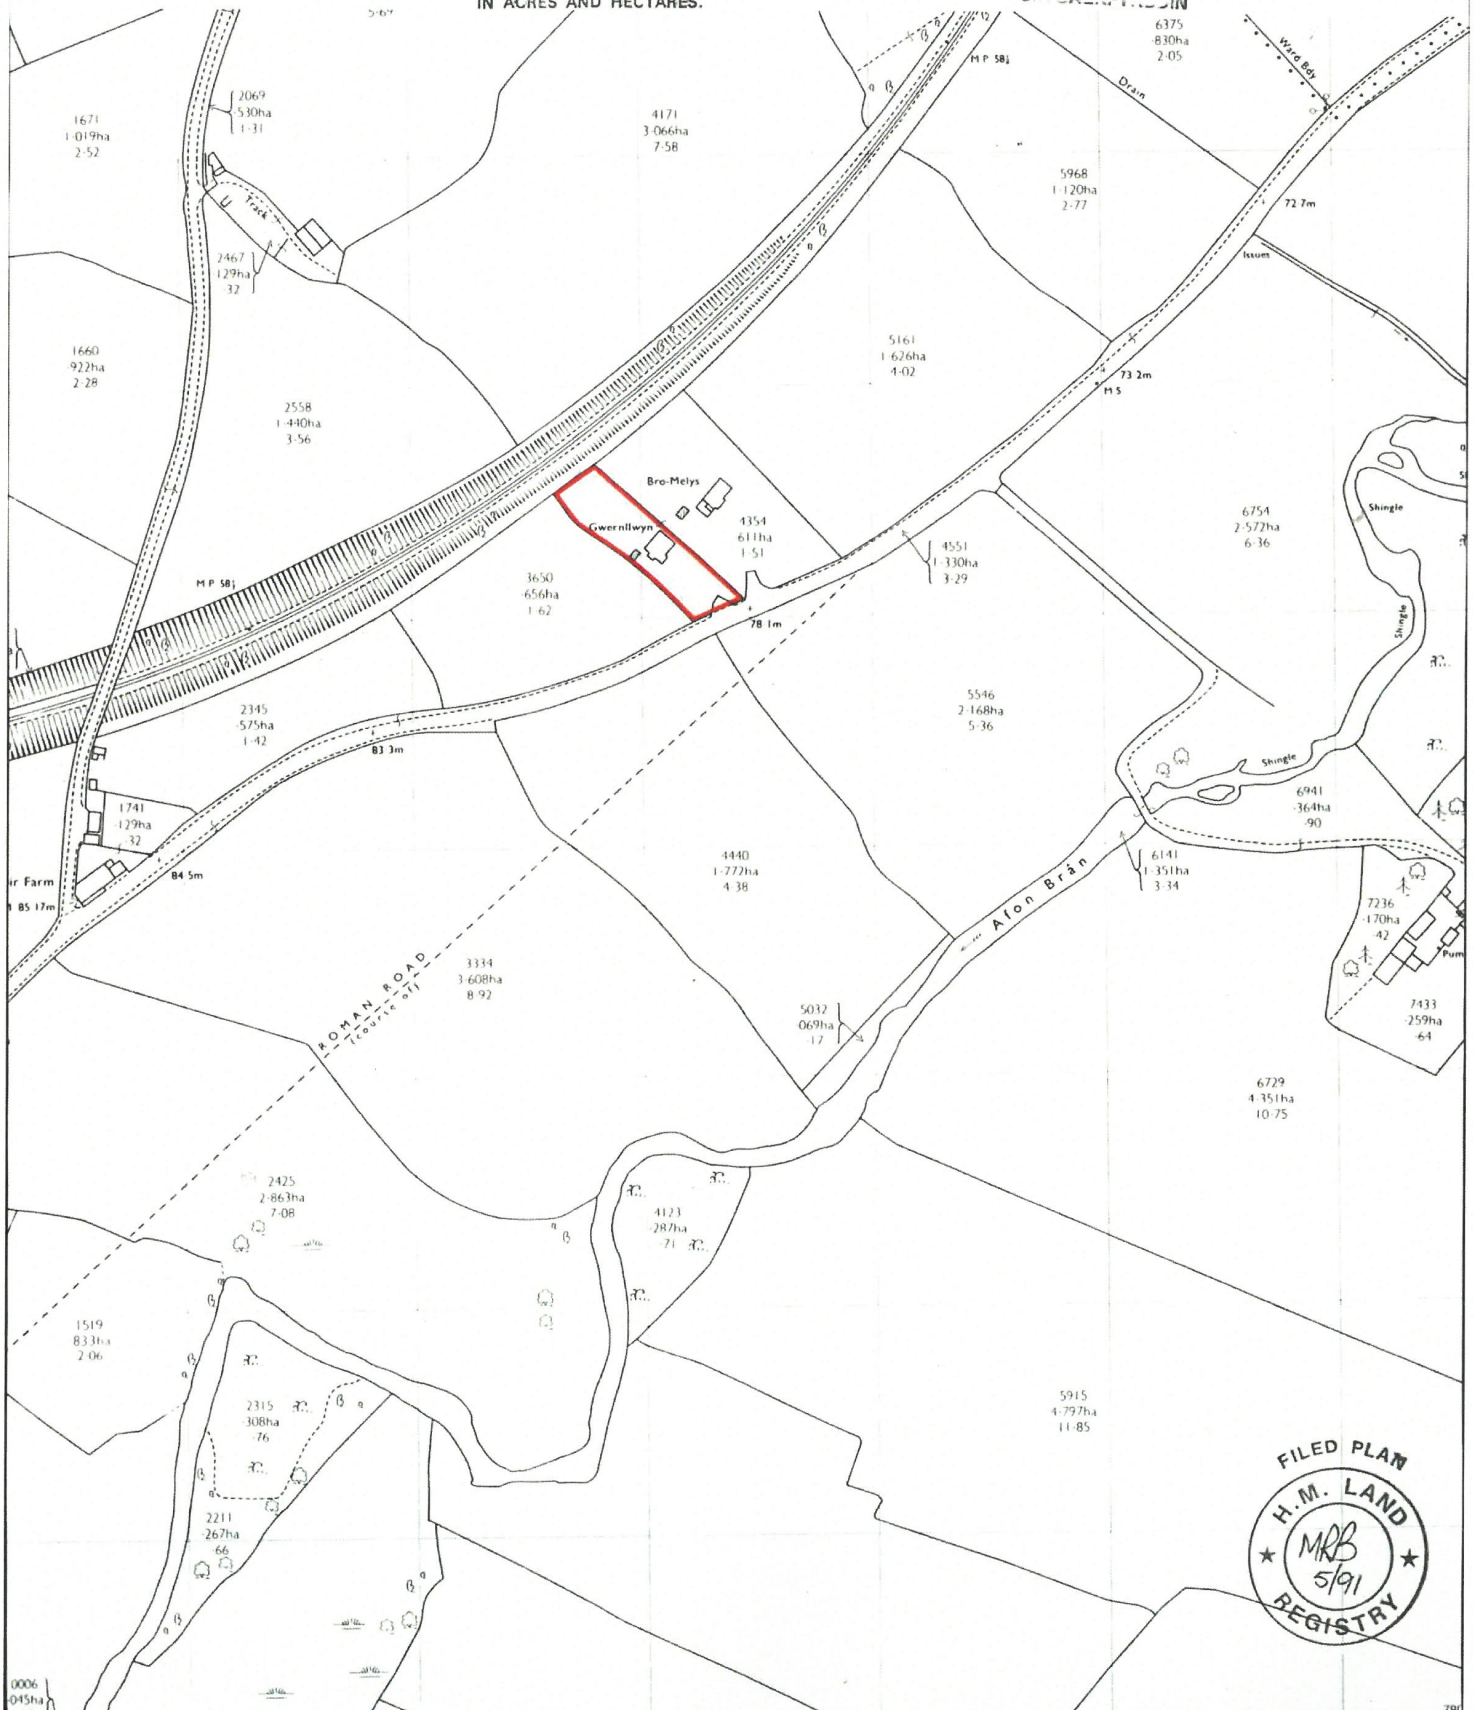 IN ACRES AND HECTARES.
6375
·830ha
2·05
Ward Bdy
M P 58½
Drain
2069
·530ha
1·31
1671
1·019ha
2·52
4171
3·066ha
7·58
Track
5968
1·120ha
2·77
72·7m
Issues
2467
·129ha
·32
1660
·922ha
2·28
5161
1·626ha
4·02
73·2m
M 5
2558
1·440ha
3·56
Bro-Melys
Gwernllwyn
4354
·611ha
1·51
6754
2·572ha
6·36
Shingle
4551
1·330ha
3·29
M P 58¼
3650
·656ha
1·62
78·1m
Shingle
2345
·575ha
1·42
83·3m
5546
2·168ha
5·36
Shingle
6941
·364ha
·90
1741
·129ha
·32
84·5m
ir Farm
85·17m
4440
1·772ha
4·38
6141
1·351ha
3·34
Afon Brân
7236
·170ha
·42
Pum
ROMAN ROAD
(course of)
3334
3·608ha
8·92
5032
·069ha
·17
7433
·259ha
·64
6729
4·351ha
10·75
2425
2·863ha
7·08
4123
·287ha
·71
1519
·833ha
2·06
2315
·308ha
·76
5915
4·797ha
11·85
2211
·267ha
·66
FILED PLAN
H.M. LAND
MRB
5/91
REGISTRY
0006
·045ha